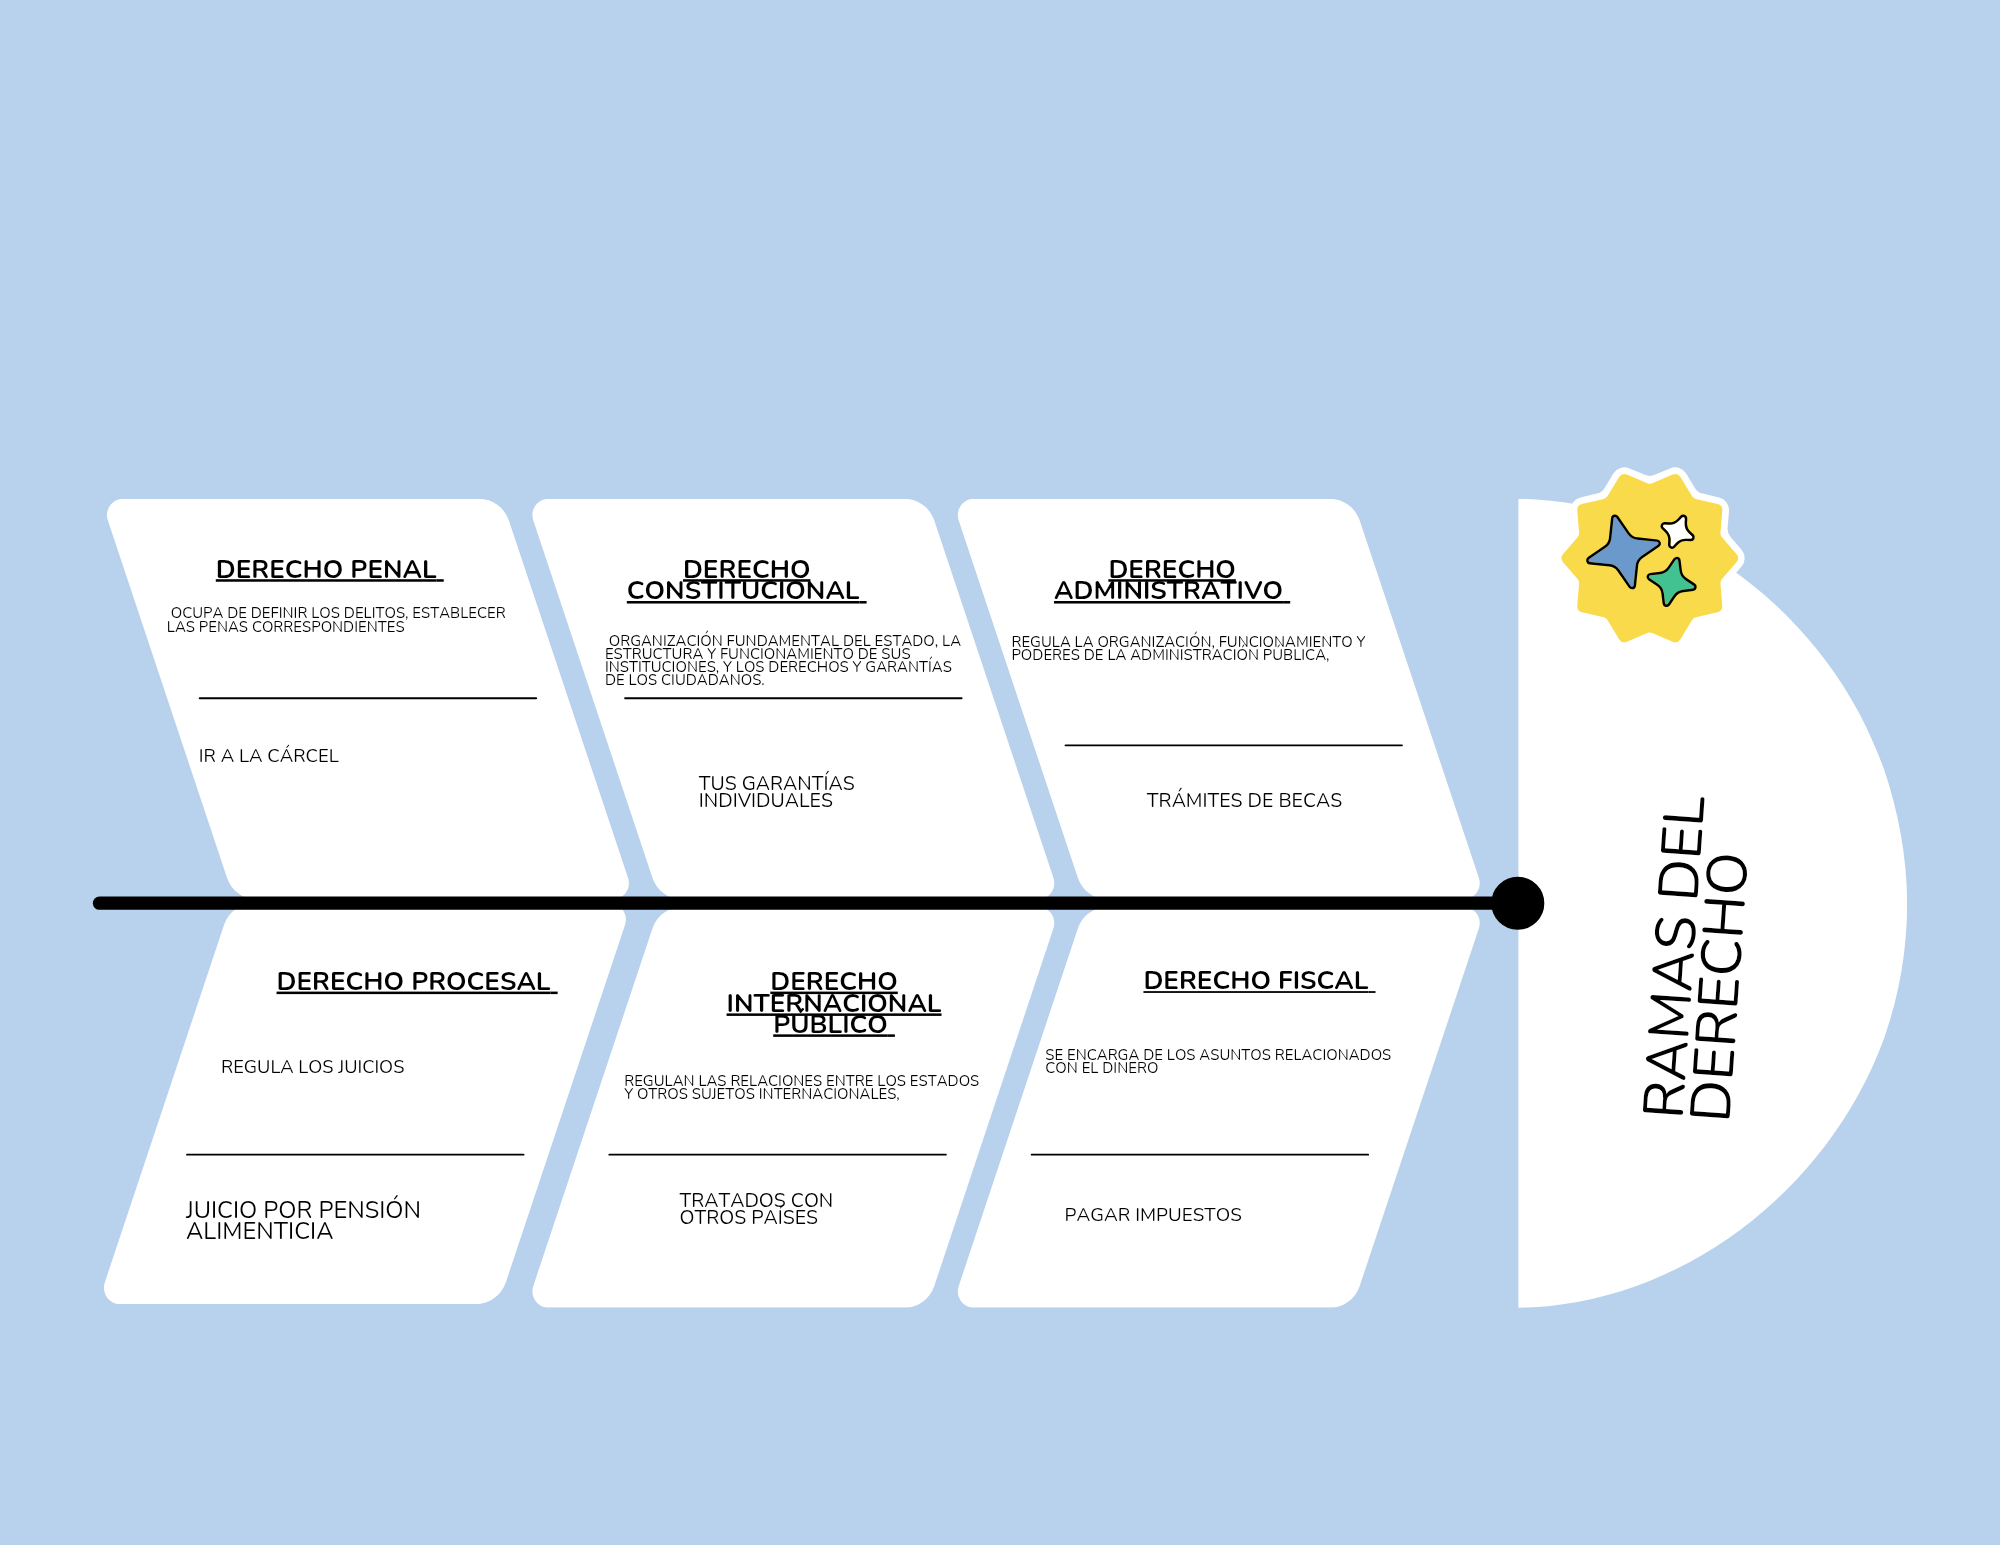 DERECHO PENAL
OCUPA DE DEFINIR LOS DELITOS, ESTABLECER
LAS PENAS CORRESPONDIENTES
IR A LA CÁRCEL
DERECHO
CONSTITUCIONAL
ORGANIZACIÓN FUNDAMENTAL DEL ESTADO, LA
ESTRUCTURA Y FUNCIONAMIENTO DE SUS
INSTITUCIONES, Y LOS DERECHOS Y GARANTÍAS
DE LOS CIUDADANOS.
TUS GARANTÍAS
INDIVIDUALES
DERECHO
ADMINISTRATIVO
REGULA LA ORGANIZACIÓN, FUNCIONAMIENTO Y
PODERES DE LA ADMINISTRACIÓN PÚBLICA,
TRÁMITES DE BECAS
DERECHO PROCESAL
REGULA LOS JUICIOS
JUICIO POR PENSIÓN
ALIMENTICIA
DERECHO
INTERNACIONAL
PÚBLICO
REGULAN LAS RELACIONES ENTRE LOS ESTADOS
Y OTROS SUJETOS INTERNACIONALES,
TRATADOS CON
OTROS PAÍSES
DERECHO FISCAL
SE ENCARGA DE LOS ASUNTOS RELACIONADOS
CON EL DINERO
PAGAR IMPUESTOS
RAMAS DEL
DERECHO